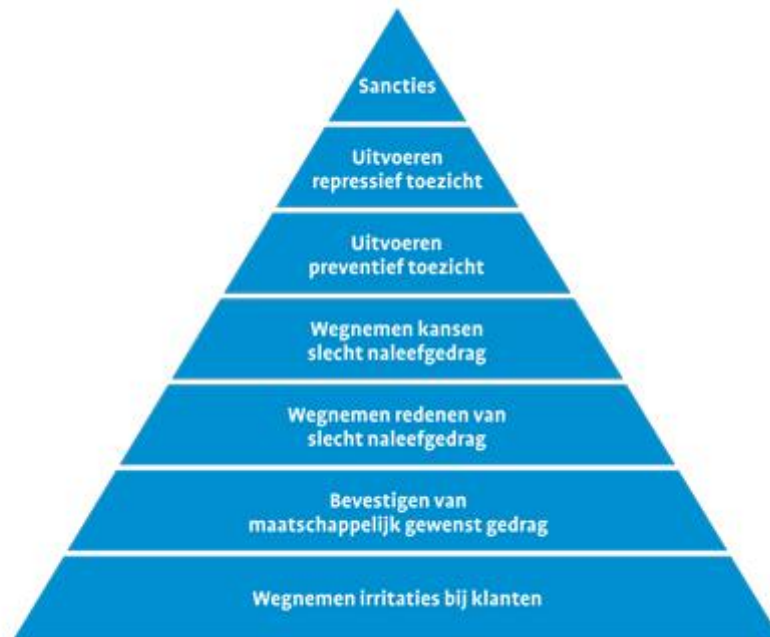 Sancties
Uitvoeren
repressief toezicht
Uitvoeren
preventief toezicht
Wegnemen kansen
slecht naleefgedrag
Wegnemen redenen van
slecht naleefgedrag
Bevestigen van
maatschappelijk gewenst gedrag
Wegnemen irritaties bij klanten